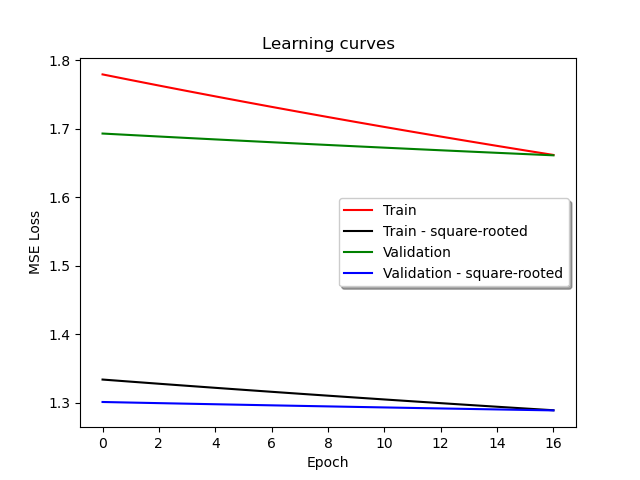 Learning curves
1.8
1.7
1.6
1.5
1.4
1.3
MSE Loss
Train
Train - square-rooted
Validation
Validation - square-rooted
0 2 4 6 8 10 12 14 16
Epoch